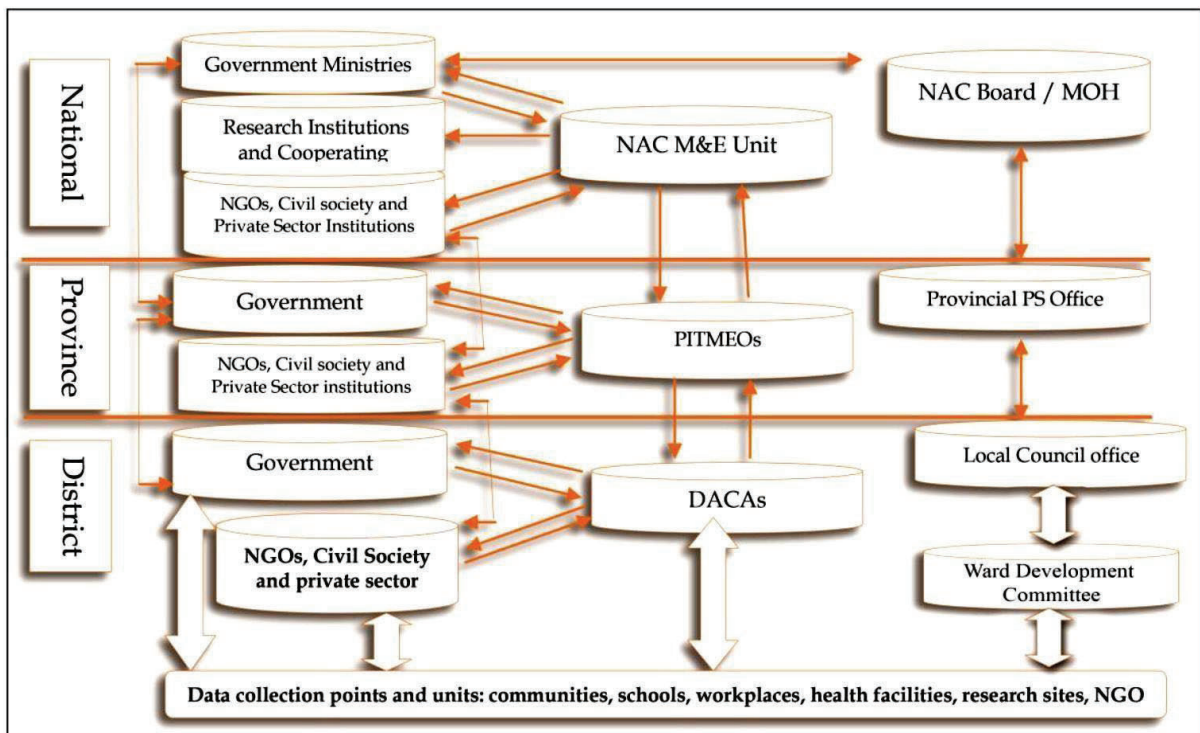 National
Government Ministries
Research Institutions
and Cooperating
NGOs, Civil society and
Private Sector Institutions
NAC M&E Unit
NAC Board / MOH
Province
Government
NGOs, Civil society and
Private Sector institutions
PITMEOs
Provincial PS Office
District
Government
NGOs, Civil Society
and private sector
DACAs
Local Council office
Ward Development
Committee
Data collection points and units: communities, schools, workplaces, health facilities, research sites, NGO